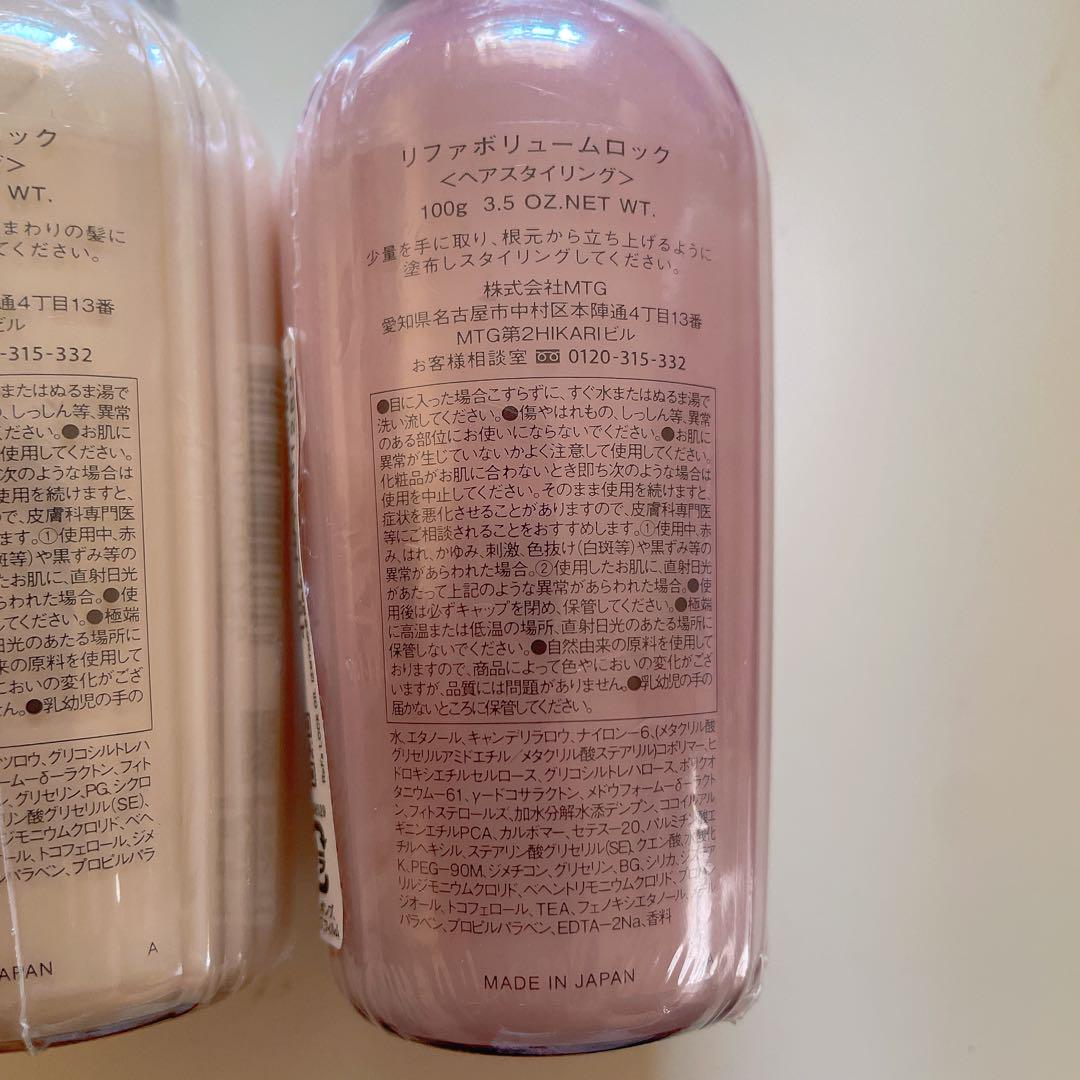 ック
>
WT.
まわりの髪に
てください。
通4丁目13番
ビル
-315-332
またはぬるま湯で
、しっしん等、異常
ください。●お肌に
使用してください。
次のような場合は
使用を続けますと、
ので、皮膚科専門医
ます。①使用中、赤
斑等)や黒ずみ等の
たお肌に、直射日光
らわれた場合。●使
してください。●極端
日光のあたる場所に
来の原料を使用して
においの変化がござ
ん。●乳幼児の手の
ツロウ、グリコシルトレハ
ームーδーラクトン、フィト
ン、グリセリン、PG、シクロ
リン酸グリセリル(SE)、
ジモニウムクロリド、ベヘ
ール、トコフェロール、ジメ
ルパラベン、プロピルパラ
A
APAN
リファボリュームロック
<ヘアスタイリング>
100g 3.5 OZ.NET WT.
少量を手に取り、根元から立ち上げるように
塗布しスタイリングしてください。
株式会社MTG
愛知県名古屋市中村区本陣通4丁目13番
MTG第2HIKARIビル
お客様相談室 0120-315-332
●目に入った場合こすらずに、すぐ水またはぬるま湯で
洗い流してください。●傷やはれもの、しっしん等、異常
のある部位にお使いにならないでください。●お肌に
異常が生じていないかよく注意して使用してください。
化粧品がお肌に合わないとき即ち次のような場合は
使用を中止してください。そのまま使用を続けますと、
症状を悪化させることがありますので、皮膚科専門医
等にご相談されることをおすすめします。①使用中、赤
み、はれ、かゆみ、刺激、色抜け(白斑等)や黒ずみ等の
異常があらわれた場合。②使用したお肌に、直射日光
があたって上記のような異常があらわれた場合。●使
用後は必ずキャップを閉め、保管してください。●極端
に高温または低温の場所、直射日光のあたる場所に
保管しないでください。●自然由来の原料を使用して
おりますので、商品によって色やにおいの変化がござ
いますが、品質には問題がありません。●乳幼児の手の
届かないところに保管してください。
水、エタノール、キャンデリラロウ、ナイロン-6、(メタクリル酸
グリセリルアミドエチル/メタクリル酸ステアリル)コポリマー、ヒ
ドロキシエチルセルロース、グリコシルトレハロース、ポリクオ
タニウム-61、γードコサラクトン、メドウフォームーδーラクト
ン、フィトステロールズ、加水分解水添デンプン、ココイルアル
ギニンエチルPCA、カルボマー、セテス-20、パルミチン酸エ
チルヘキシル、ステアリン酸グリセリル(SE)、クエン酸、水酸化
K、PEG-90M、ジメチコン、グリセリン、BG、シリカ、ジステア
リルジモニウムクロリド、ベヘントリモニウムクロリド、プロパン
ジオール、トコフェロール、TEA、フェノキシエタノール、メチル
パラベン、プロピルパラベン、EDTA-2Na、香料
MADE IN JAPAN